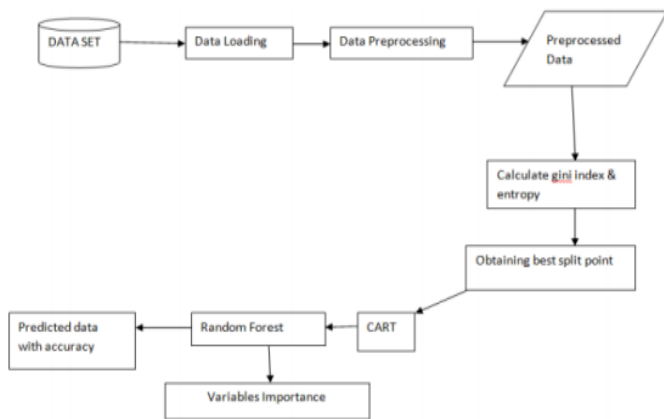 DATA SET
Data Loading
Data Preprocessing
Preprocessed
Data
Calculate gini index &
entropy
Obtaining best split point
CART
Random Forest
Predicted data
with accuracy
Variables Importance